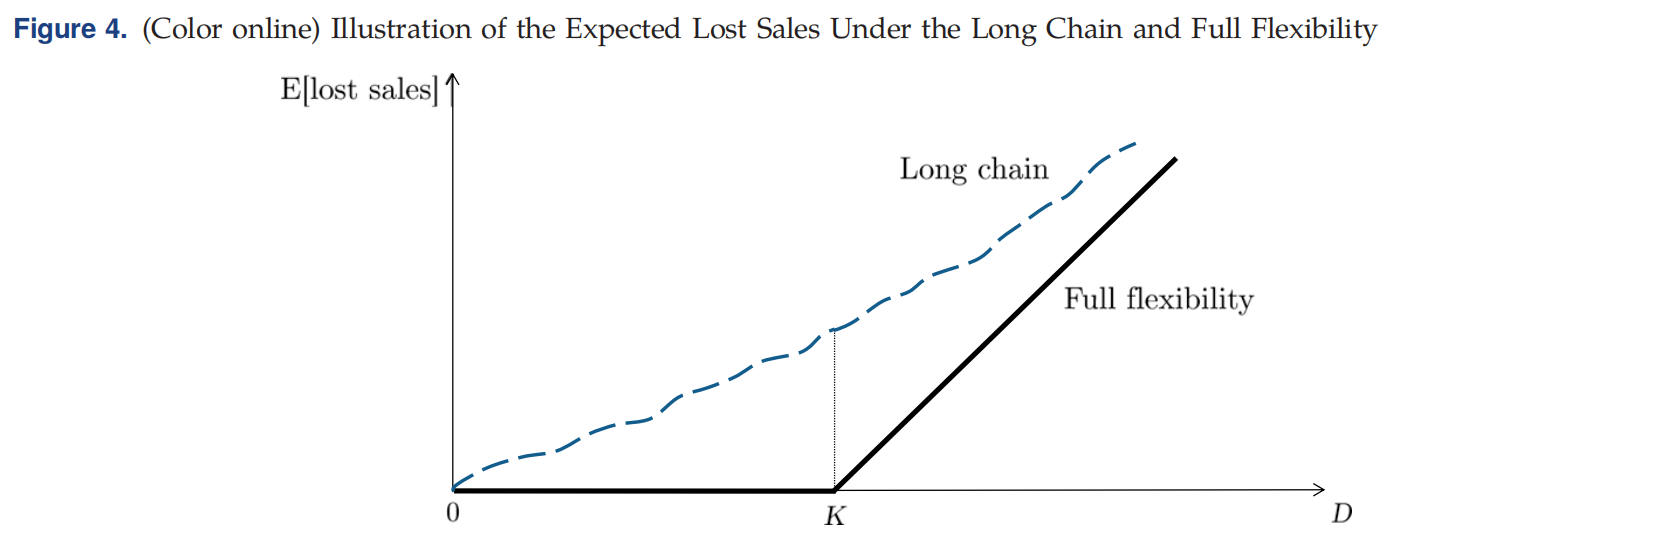 Figure 4. (Color online) Illustration of the Expected Lost Sales Under the Long Chain and Full Flexibility
E[lost sales]
Long chain
Full flexibility
0
K
D